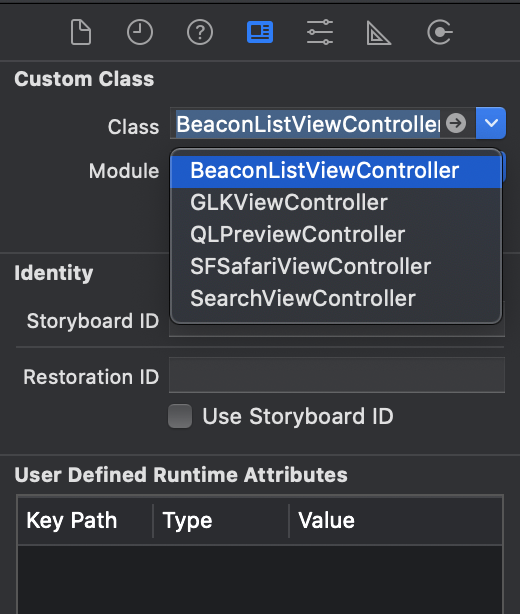 Custom Class
Class BeaconListViewController
Module
BeaconListViewController
GLKViewController
QLPreviewController
SFSafariViewController
SearchViewController
Identity
Storyboard ID
Restoration ID
Use Storyboard ID
User Defined Runtime Attributes
Key Path Type Value